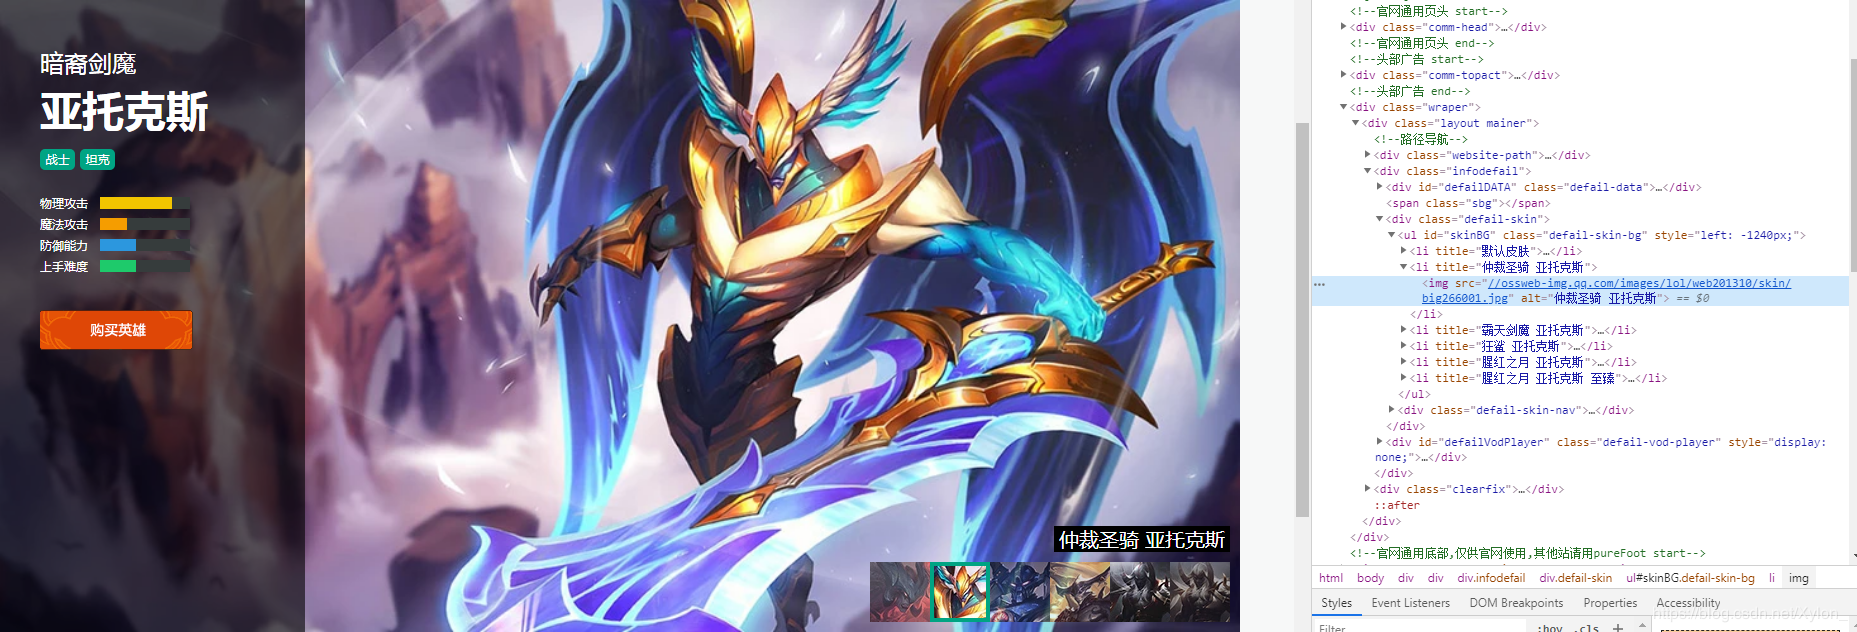 暗裔剑魔
亚托克斯
战士 坦克
物理攻击
魔法攻击
防御能力
上手难度
购买英雄
仲裁圣骑 亚托克斯
<!--官网通用页头 start-->
<div class="comm-head">…</div>
<!--官网通用页头 end-->
<!--头部广告 start-->
<div class="comm-topact">…</div>
<!--头部广告 end-->
<div class="wraper">
<div class="layout mainer">
<!--路径导航-->
<div class="website-path">…</div>
<div class="infodefail">
<div id="defailDATA" class="defail-data">…</div>
<span class="sbg"></span>
<div class="defail-skin">
<ul id="skinBG" class="defail-skin-bg" style="left: -1240px;">
<li title="默认皮肤">…</li>
<li title="仲裁圣骑 亚托克斯">
<img src="//ossweb-img.qq.com/images/lol/web201310/skin/
big266001.jpg" alt="仲裁圣骑 亚托克斯"> == $0
</li>
<li title="霸天剑魔 亚托克斯">…</li>
<li title="狂鲨 亚托克斯">…</li>
<li title="腥红之月 亚托克斯">…</li>
<li title="腥红之月 亚托克斯 至臻">…</li>
</ul>
<div class="defail-skin-nav">…</div>
</div>
<div id="defailVodPlayer" class="defail-vod-player" style="display:
none;">…</div>
</div>
<div class="clearfix">…</div>
::after
</div>
</div>
<!--官网通用底部,仅供官网使用,其他站请用pureFoot start-->
html body div div div.infodefail div.defail-skin ul#skinBG.defail-skin-bg li img
Styles Event Listeners DOM Breakpoints Properties Accessibility
Filter :hov .cls +